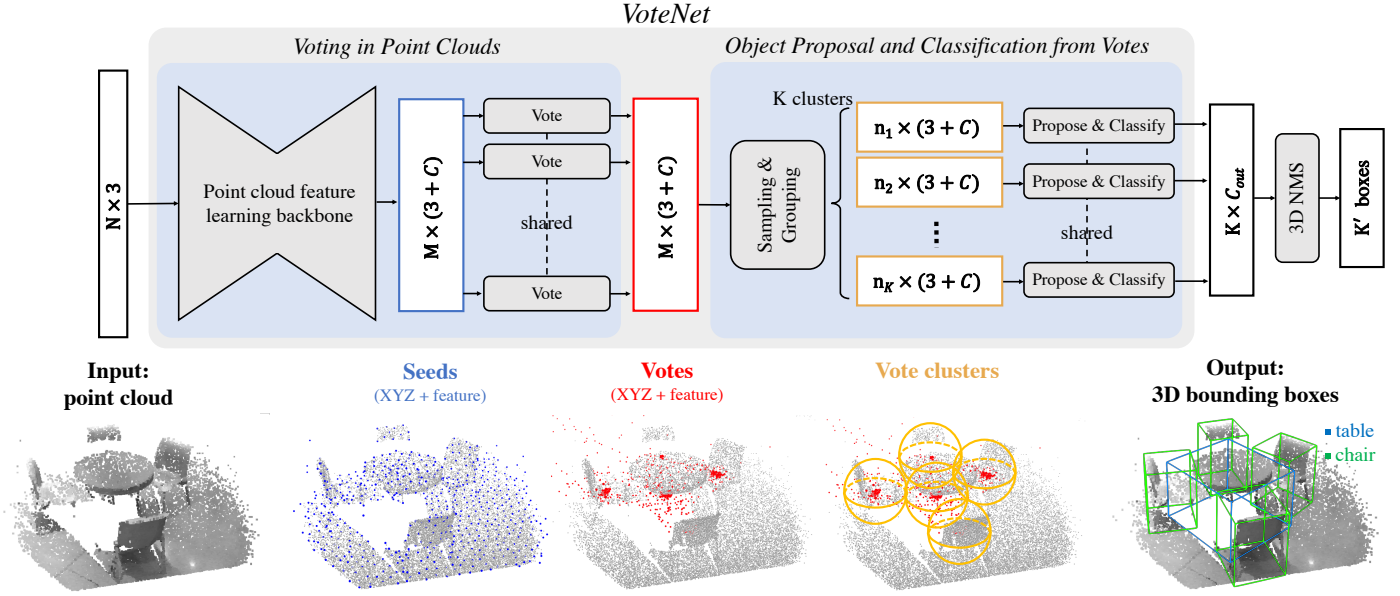 VoteNet
Voting in Point Clouds
Object Proposal and Classification from Votes
N × 3
Point cloud feature
learning backbone
M × (3 + C)
Vote
Vote
shared
Vote
M × (3 + C)
Sampling &
Grouping
K clusters
n₁ × (3 + C)
n₂ × (3 + C)
⋮
n_K × (3 + C)
Propose & Classify
Propose & Classify
shared
Propose & Classify
K × C_out
3D NMS
K′ boxes
Input:
point cloud
Seeds
(XYZ + feature)
Votes
(XYZ + feature)
Vote clusters
Output:
3D bounding boxes
table
chair